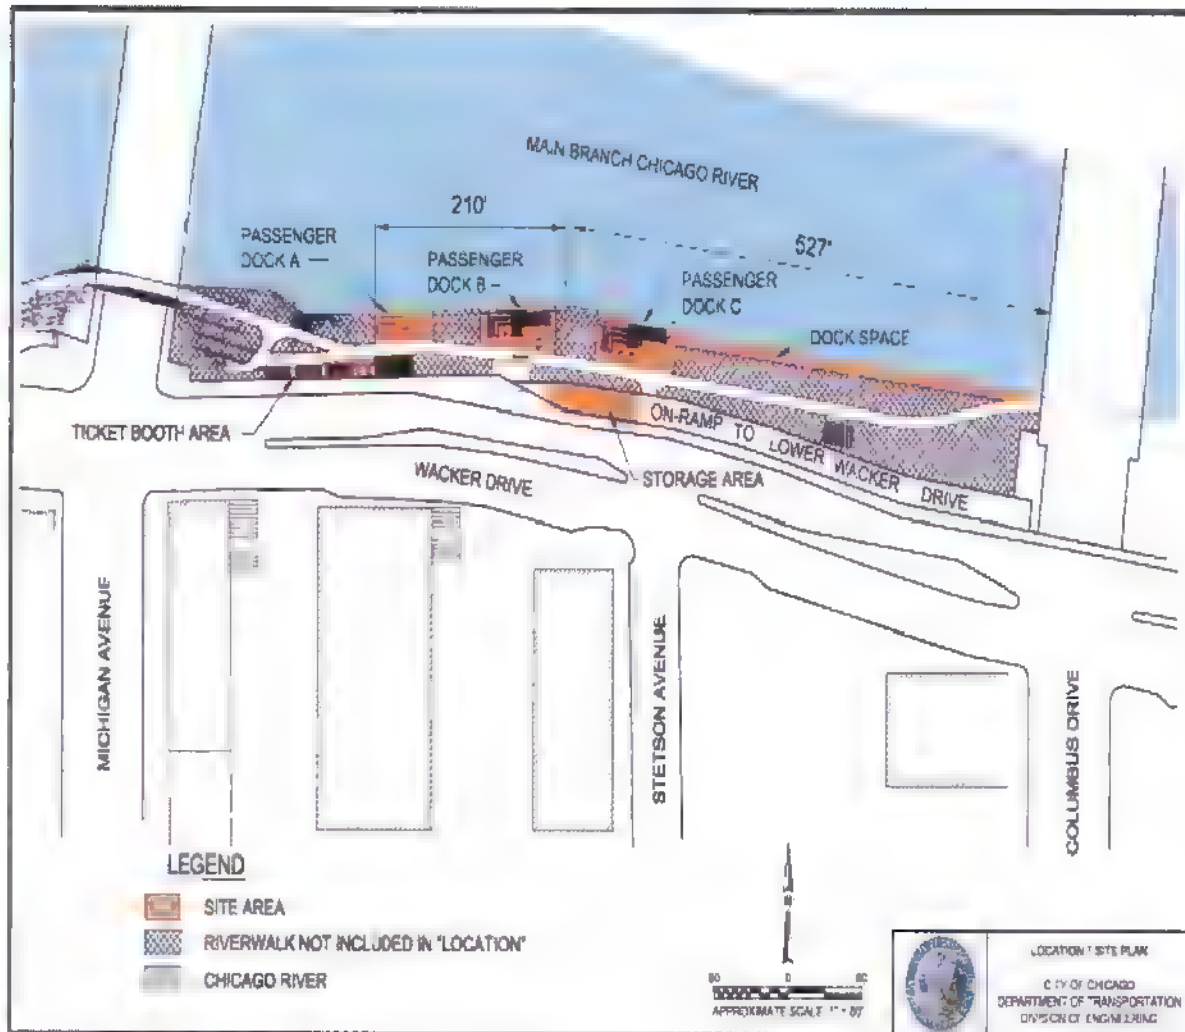 MAIN BRANCH CHICAGO RIVER
210'
527'
PASSENGER
DOCK A
PASSENGER
DOCK B
PASSENGER
DOCK C
DOCK SPACE
TICKET BOOTH AREA
ON-RAMP TO LOWER WACKER DRIVE
STORAGE AREA
WACKER DRIVE
MICHIGAN AVENUE
STETSON AVENUE
COLUMBUS DRIVE
LEGEND
SITE AREA
RIVERWALK NOT INCLUDED IN "LOCATION"
CHICAGO RIVER
0
APPROXIMATE SCALE
LOCATION SITE PLAN
CITY OF CHICAGO
DEPARTMENT OF TRANSPORTATION
DIVISION OF ENGINEERING